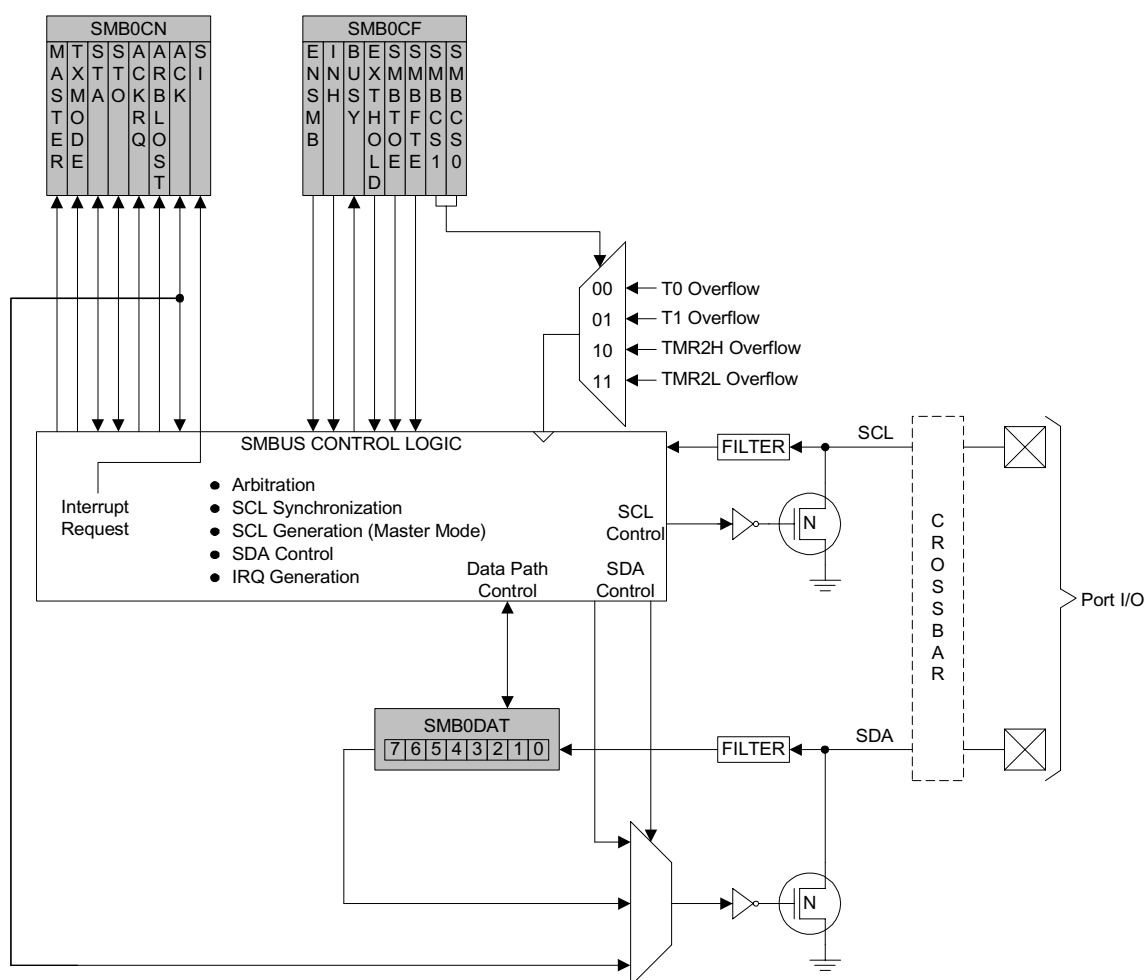 SMB0CN
MASTER
TXMODE
STA
STO
ACKRQ
ARBLOST
ACK
SI
SMB0CF
ENSMB
INH
BUSY
EXTHOLD
SMBTOE
SMBFTE
SMBCS1
SMBCS0
00
01
10
11
T0 Overflow
T1 Overflow
TMR2H Overflow
TMR2L Overflow
SMBUS CONTROL LOGIC
Interrupt
Request
● Arbitration
● SCL Synchronization
● SCL Generation (Master Mode)
● SDA Control
● IRQ Generation
Data Path
Control
SCL
Control
SDA
Control
FILTER
SCL
N
CROSSBAR
Port I/O
SMB0DAT
7 6 5 4 3 2 1 0
FILTER
SDA
N